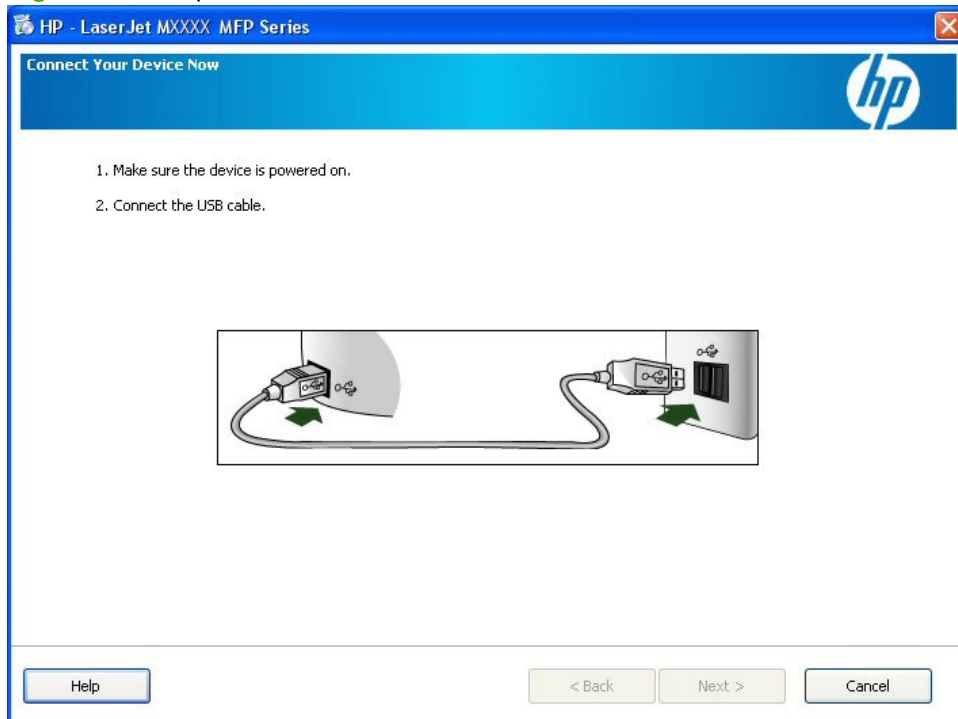 HP - LaserJet MXXXX MFP Series
Connect Your Device Now
hp
1. Make sure the device is powered on.
2. Connect the USB cable.
Help
< Back
Next >
Cancel